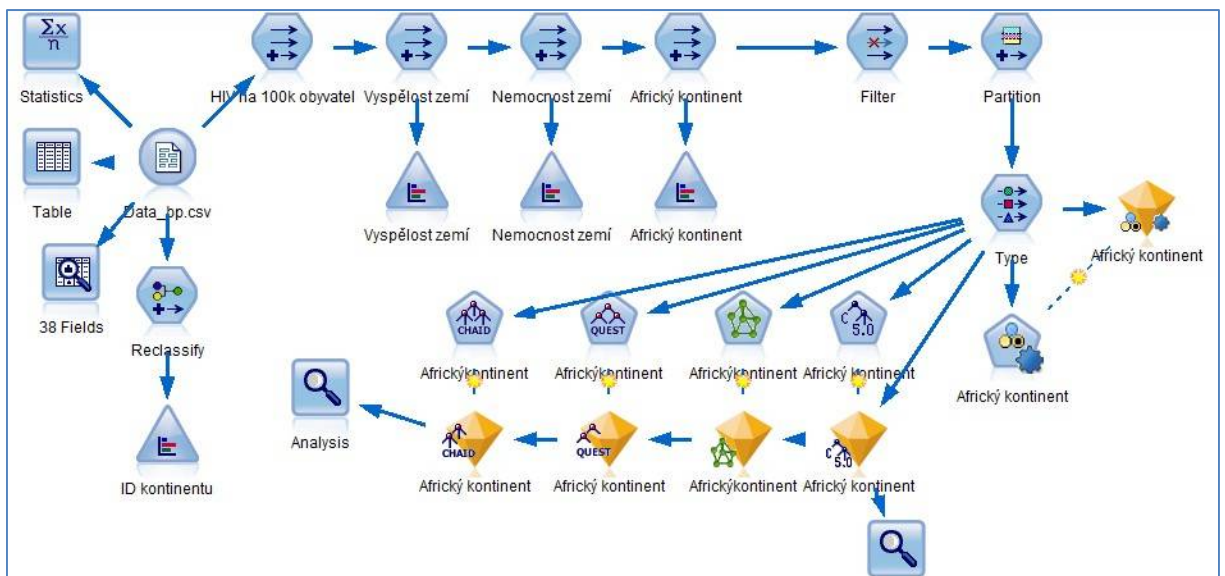 Σx
n
Statistics
HIV na 100k obyvatel
Vyspělost zemí
Nemocnost zemí
Africký kontinent
Filter
Partition
Table
Data_bp.csv
Vyspělost zemí
Nemocnost zemí
Africký kontinent
Type
Africký kontinent
38 Fields
CHAID
QUEST
C 5.0
Reclassify
Africkýkontinent
Africkýkontinent
Africkýkontinent
Africký kontinent
Africký kontinent
Analysis
CHAID
QUEST
C 5.0
ID kontinentu
Africký kontinent
Africký kontinent
Africkýkontinent
Africký kontinent